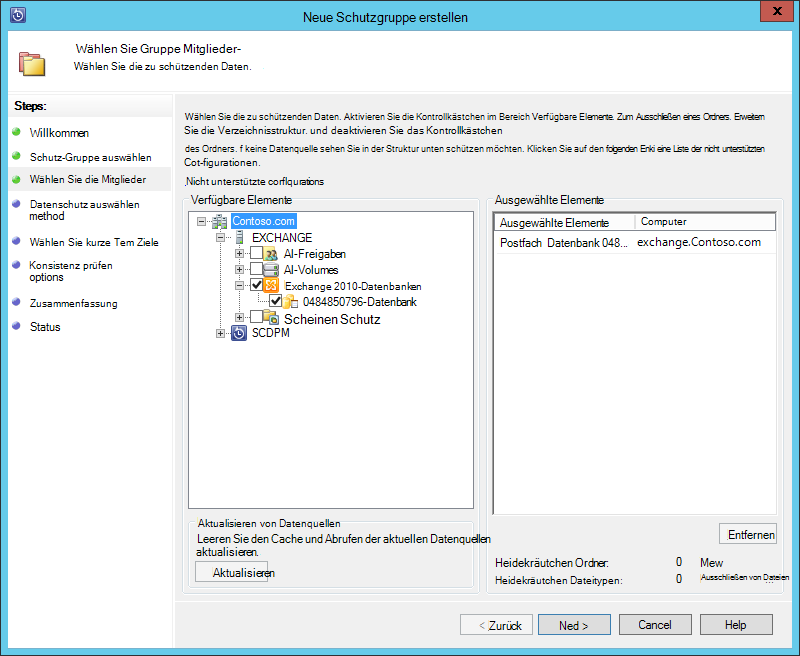 Neue Schutzgruppe erstellen
x
Wählen Sie Gruppe Mitglieder-
Wählen Sie die zu schützenden Daten.
Steps:
Willkommen
Schutz-Gruppe auswählen
Wählen Sie die Mitglieder
Datenschutz auswählen
method
Wählen Sie kurze Tem Ziele
Konsistenz prüfen
options
Zusammenfassung
Status
Wählen Sie die zu schützenden Daten. Aktivieren Sie die Kontrollkästchen im Bereich Verfügbare Elemente. Zum Ausschließen eines Ordners. Erweitern
Sie die Verzeichnisstruktur. und deaktivieren Sie das Kontrollkästchen
des Ordners. f keine Datenquelle sehen Sie in der Struktur unten schützen möchten. Klicken Sie auf den folgenden Enki eine Liste der nicht unterstützten
Cot-figurationen.
Nicht unterstützte corflqurations
Verfügbare Elemente
Contoso.com
EXCHANGE
AI-Freigaben
AI-Volumes
Exchange 2010-Datenbanken
0484850796-Datenbank
Scheinen Schutz
SCDPM
Aktualisieren von Datenquellen
Leeren Sie den Cache und Abrufen der aktuellen Datenquellen
aktualisieren.
Aktualisieren
Ausgewählte Elemente
Ausgewählte Elemente Computer
Postfach Datenbank 048... exchange.Contoso.com
Entfernen
Heidekräutchen Ordner: 0 Mew
Heidekräutchen Dateitypen: 0 Ausschließen von Dateien...
< Zurück Ned > Cancel Help